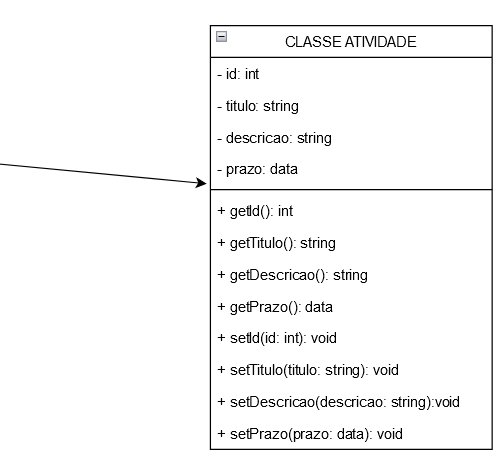 CLASSE ATIVIDADE
- id: int
- titulo: string
- descricao: string
- prazo: data
+ getId(): int
+ getTitulo(): string
+ getDescricao(): string
+ getPrazo(): data
+ setId(id: int): void
+ setTitulo(titulo: string): void
+ setDescricao(descricao: string):void
+ setPrazo(prazo: data): void